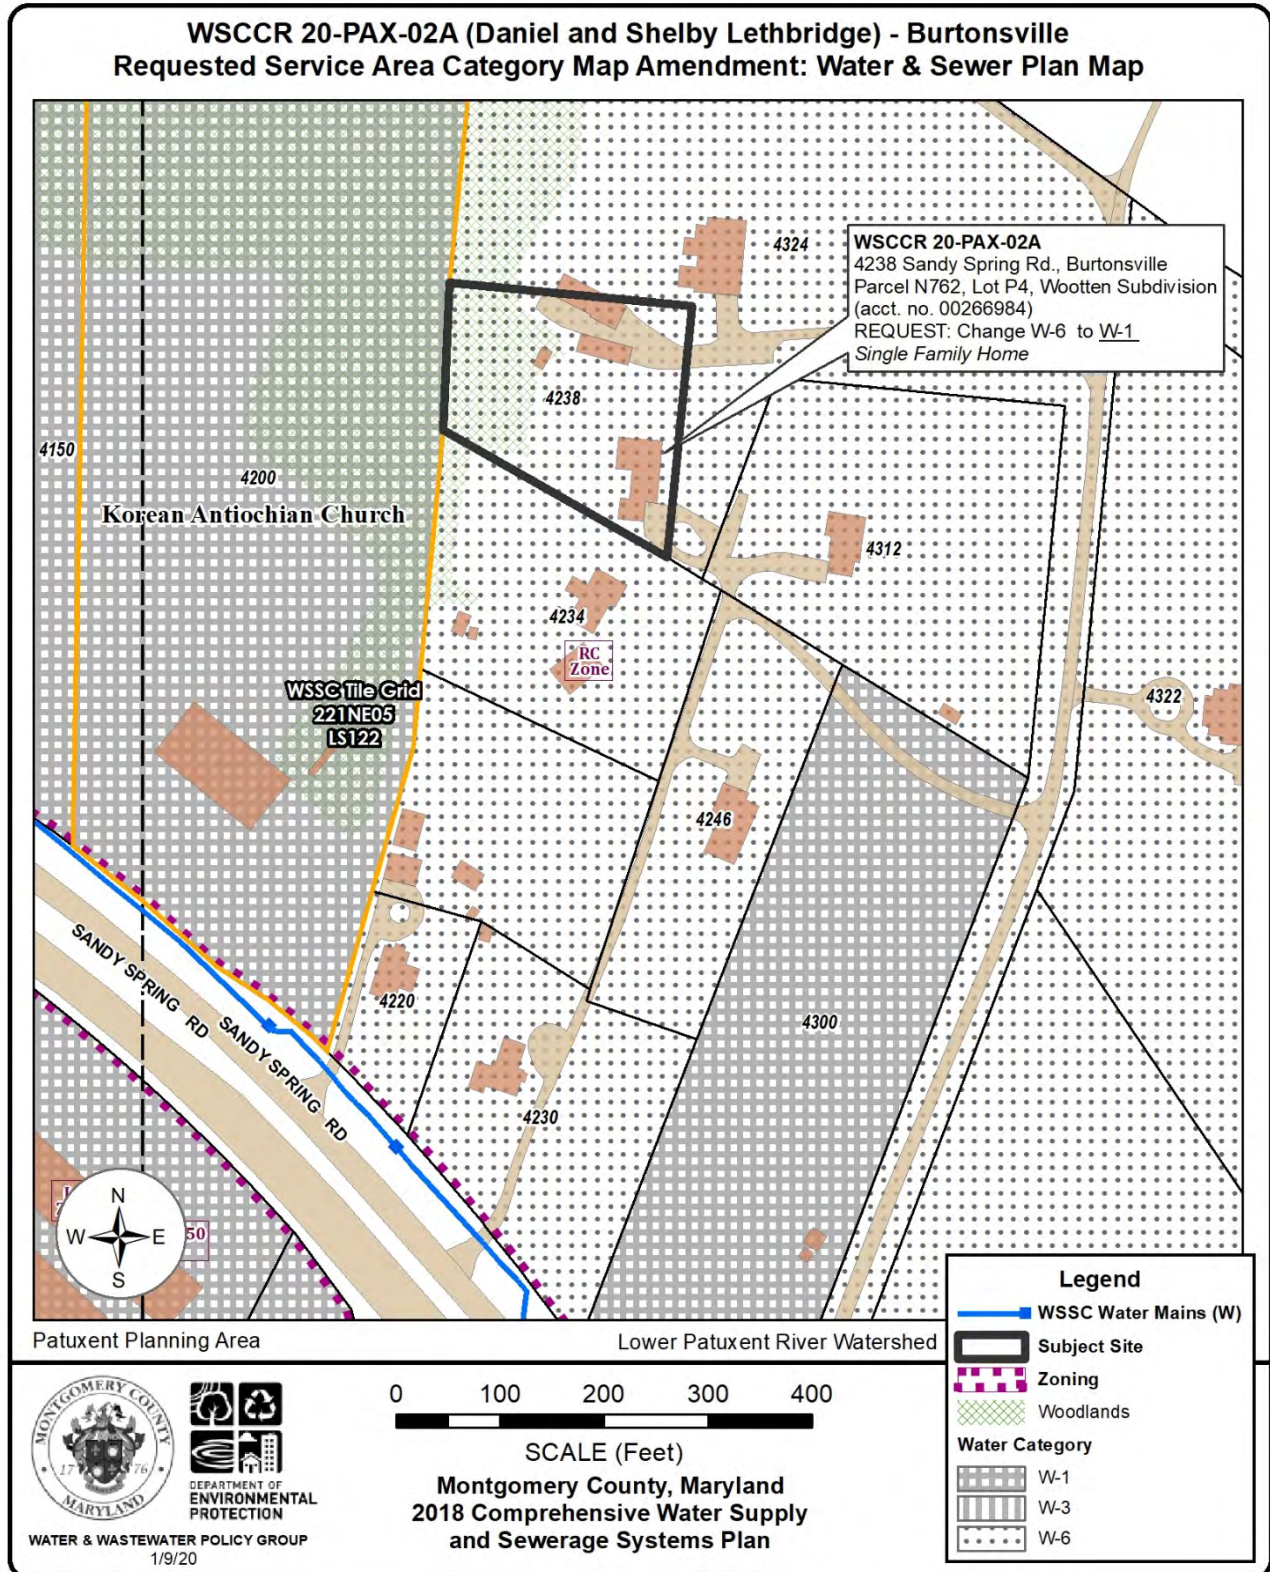 WSCCR 20-PAX-02A (Daniel and Shelby Lethbridge) - Burtonsville
Requested Service Area Category Map Amendment: Water & Sewer Plan Map
4324
WSCCR 20-PAX-02A
4238 Sandy Spring Rd., Burtonsville
Parcel N762, Lot P4, Wootten Subdivision
(acct. no. 00266984)
REQUEST: Change W-6 to W-1
Single Family Home
4238
4150
4200
Korean Antiochian Church
4312
4234
RC
Zone
WSSC Tile Grid
221NE05
LS122
4322
4246
SANDY SPRING RD
SANDY SPRING RD
4220
4300
4230
N
W E
S
50
Patuxent Planning Area
Lower Patuxent River Watershed
Legend
WSSC Water Mains (W)
Subject Site
Zoning
Woodlands
Water Category
W-1
W-3
W-6
MONTGOMERY COUNTY
17 76
MARYLAND
DEPARTMENT OF
ENVIRONMENTAL
PROTECTION
WATER & WASTEWATER POLICY GROUP
1/9/20
0 100 200 300 400
SCALE (Feet)
Montgomery County, Maryland
2018 Comprehensive Water Supply
and Sewerage Systems Plan